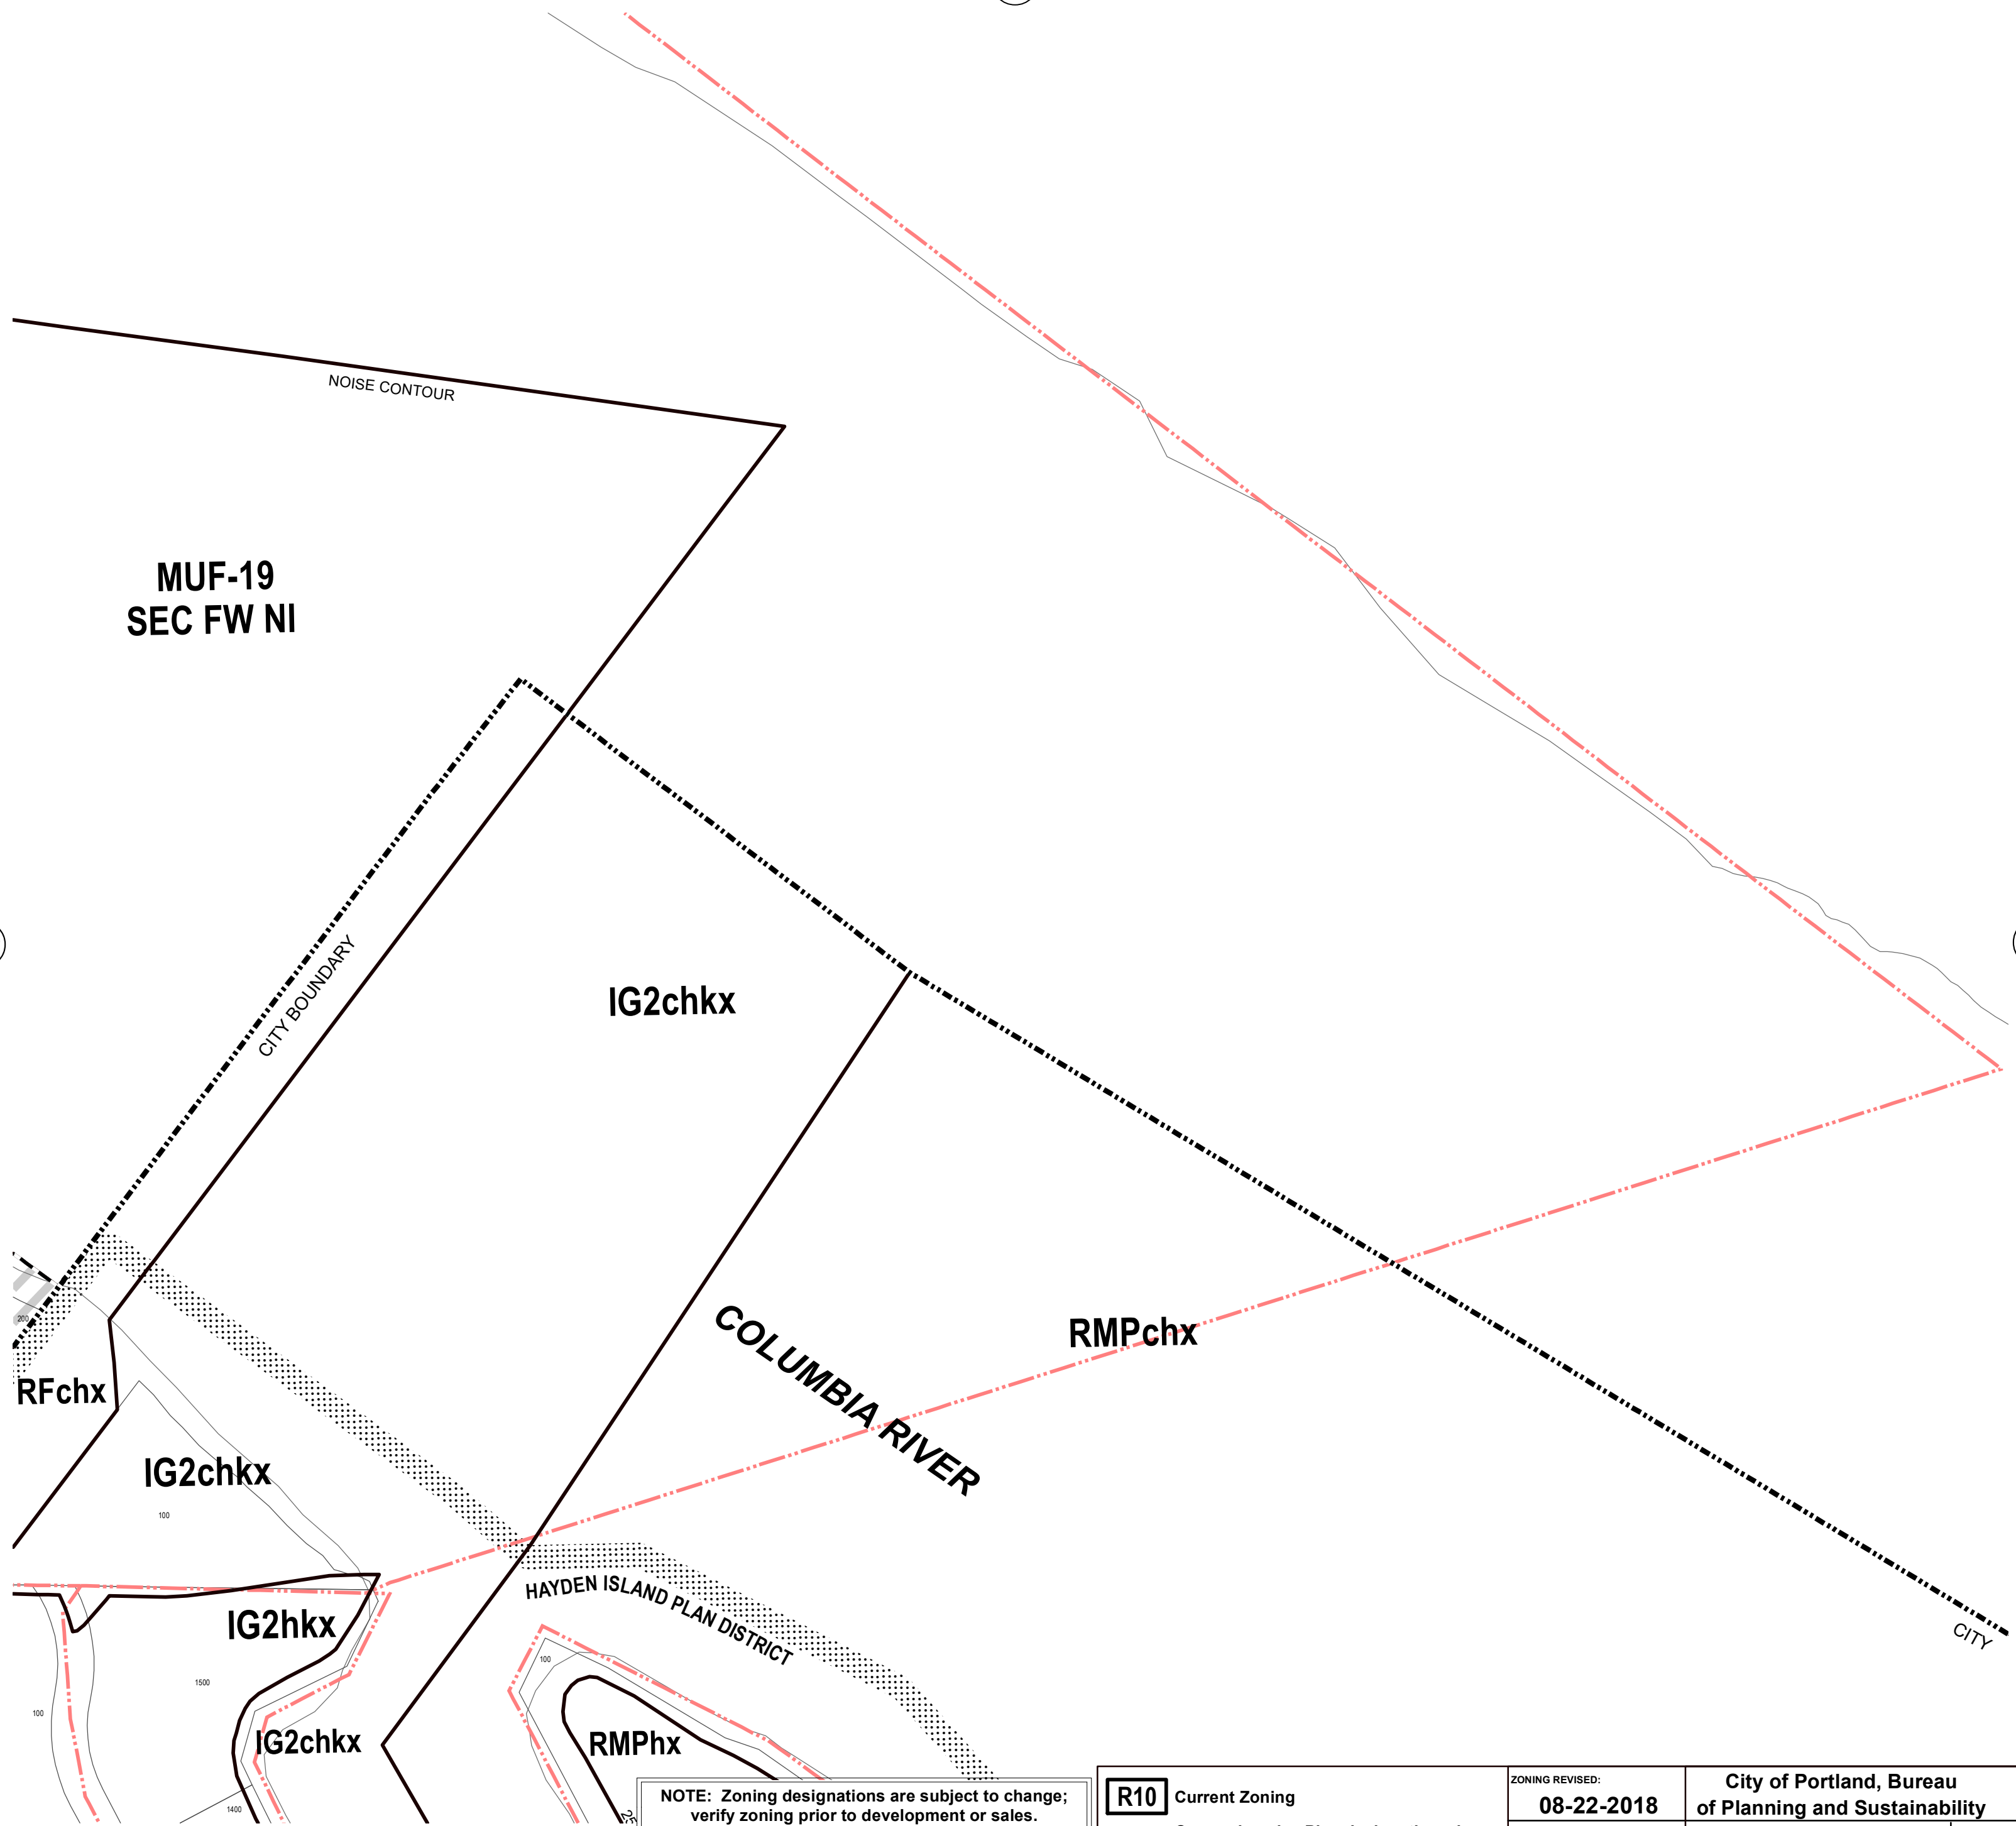 NOISE CONTOUR
MUF-19
SEC FW NI
CITY BOUNDARY
IG2chkx
200
RFchx
COLUMBIA RIVER
RMPchx
IG2chkx
100
HAYDEN ISLAND PLAN DISTRICT
IG2hkx
CITY
100
1500
100
IG2chkx
RMPhx
1400
NOTE: Zoning designations are subject to change;
verify zoning prior to development or sales.
R10 Current Zoning
ZONING REVISED:
08-22-2018
City of Portland, Bureau
of Planning and Sustainability